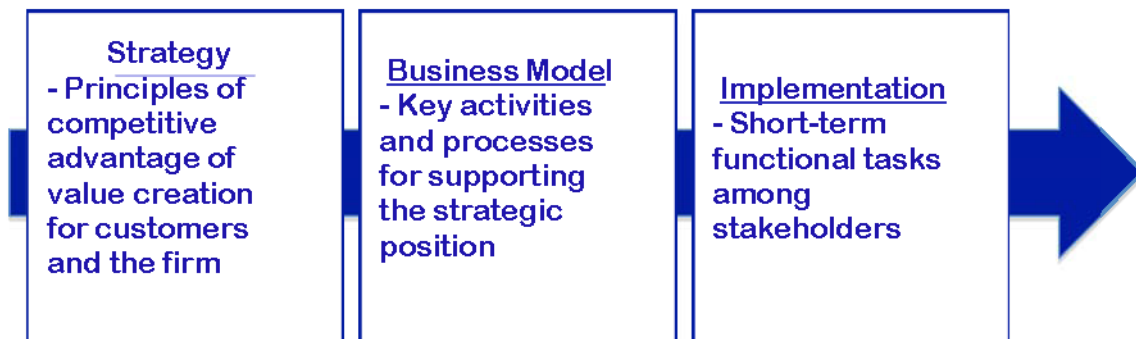 Strategy
- Principles of
competitive
advantage of
value creation
for customers
and the firm
Business Model
- Key activities
and processes
for supporting
the strategic
position
Implementation
- Short-term
functional tasks
among
stakeholders